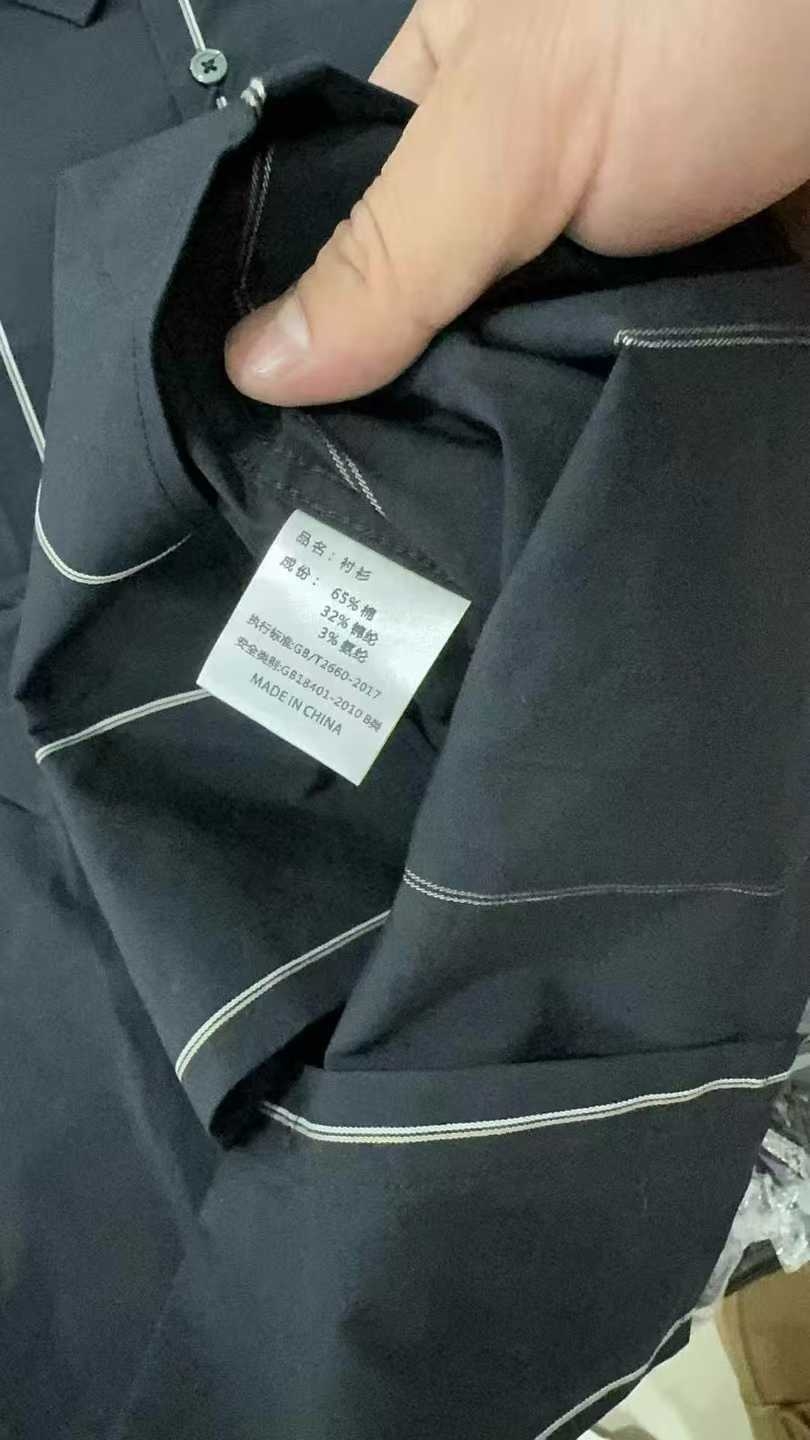 品名：衬衫
成份：
65%棉
32%锦纶
3%氨纶
执行标准:GB/T2660-2017
安全类别:GB18401-2010 B类
MADE IN CHINA